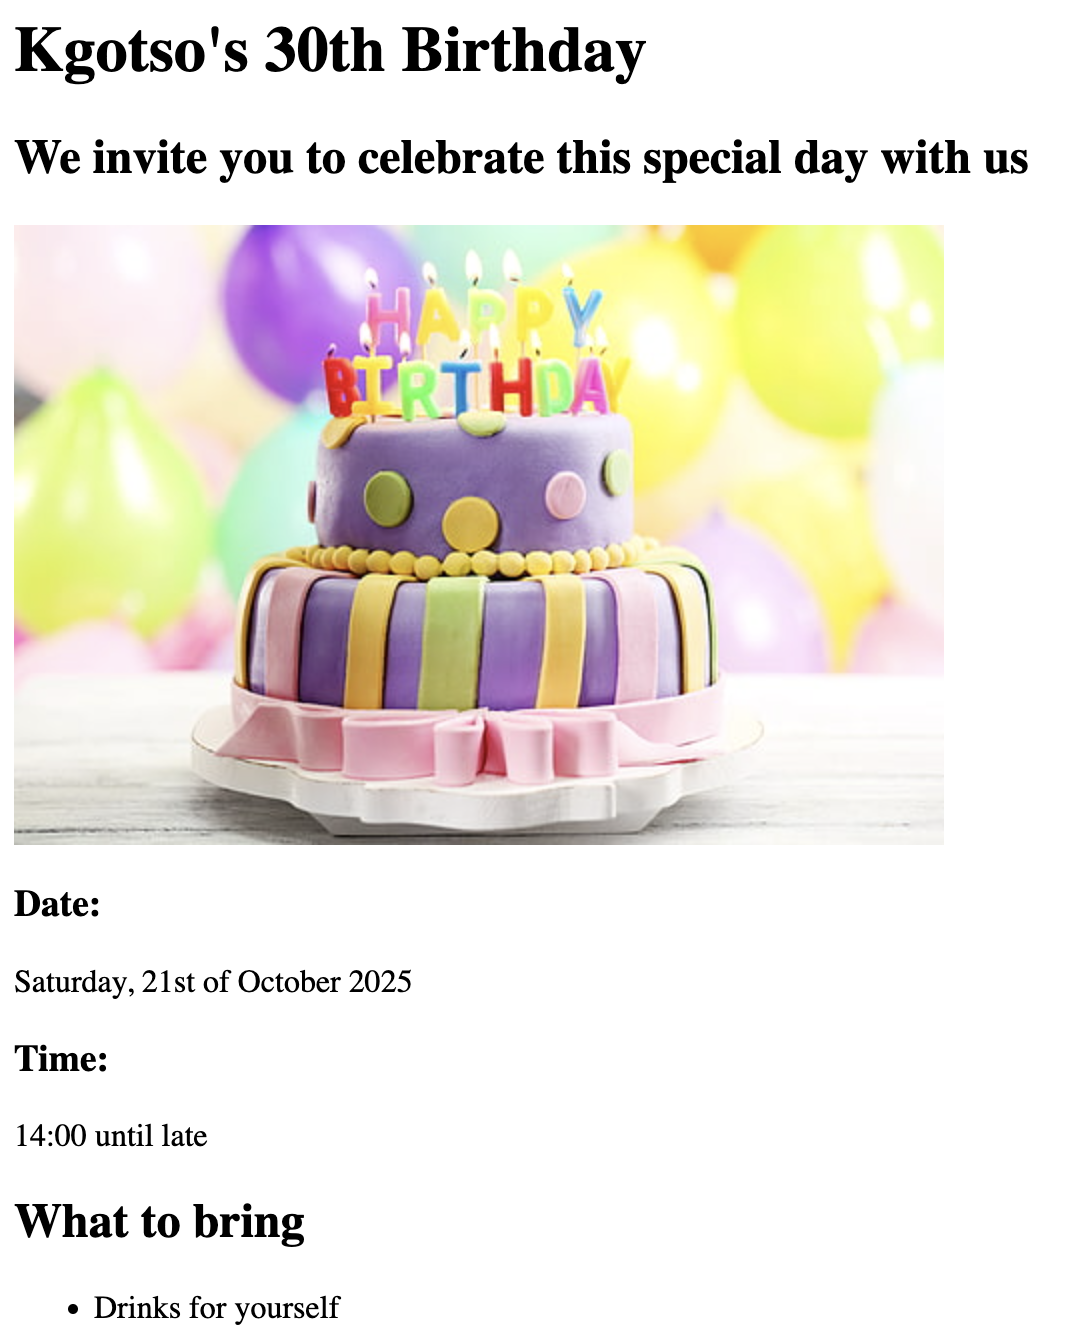 Kgotso's 30th Birthday
We invite you to celebrate this special day with us
HAPPY
BIRTHDAY
Date:
Saturday, 21st of October 2025
Time:
14:00 until late
What to bring
• Drinks for yourself